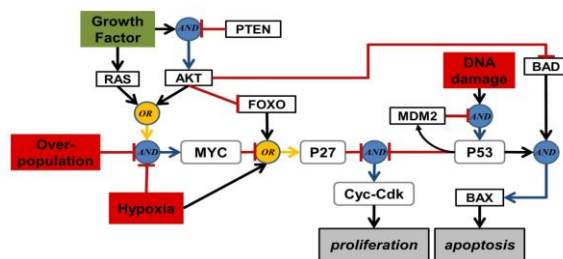 Growth
Factor
AND
PTEN
DNA
damage
BAD
RAS
AKT
OR
FOXO
MDM2
AND
Over-
population
AND
MYC
OR
P27
AND
P53
AND
Hypoxia
Cyc-Cdk
BAX
proliferation
apoptosis